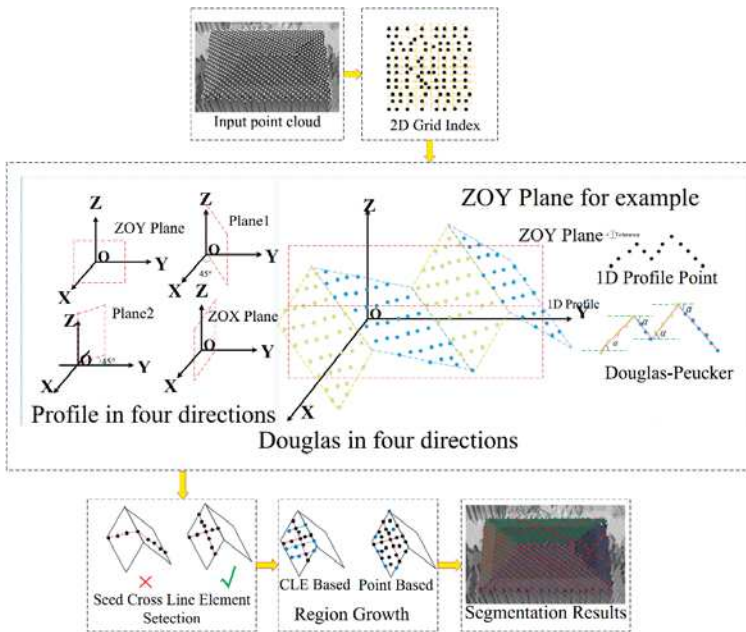 Input point cloud
2D Grid Index
ZOY Plane for example
Z
ZOY Plane
O
Y
X
Z
Plane1
O
45°
Y
X
Plane2
Z
O
45°
Y
X
Z
ZOX Plane
O
Y
X
Profile in four directions
Z
1D Profile
O
Y
X
Douglas in four directions
ZOY Plane
Tolerance
1D Profile Point
α
α
α
α
Douglas-Peucker
Seed Cross Line Element
Selection
CLE Based
Point Based
Region Growth
Segmentation Results